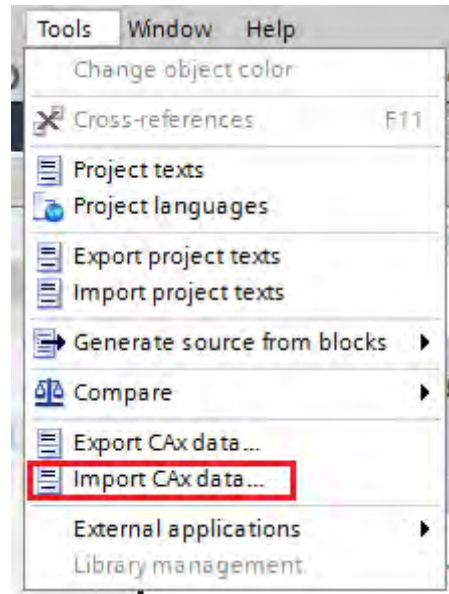 Tools Window Help
Change object color
Cross-references F11
Project texts
Project languages
Export project texts
Import project texts
Generate source from blocks
Compare
Export CAx data...
Import CAx data...
External applications
Library management